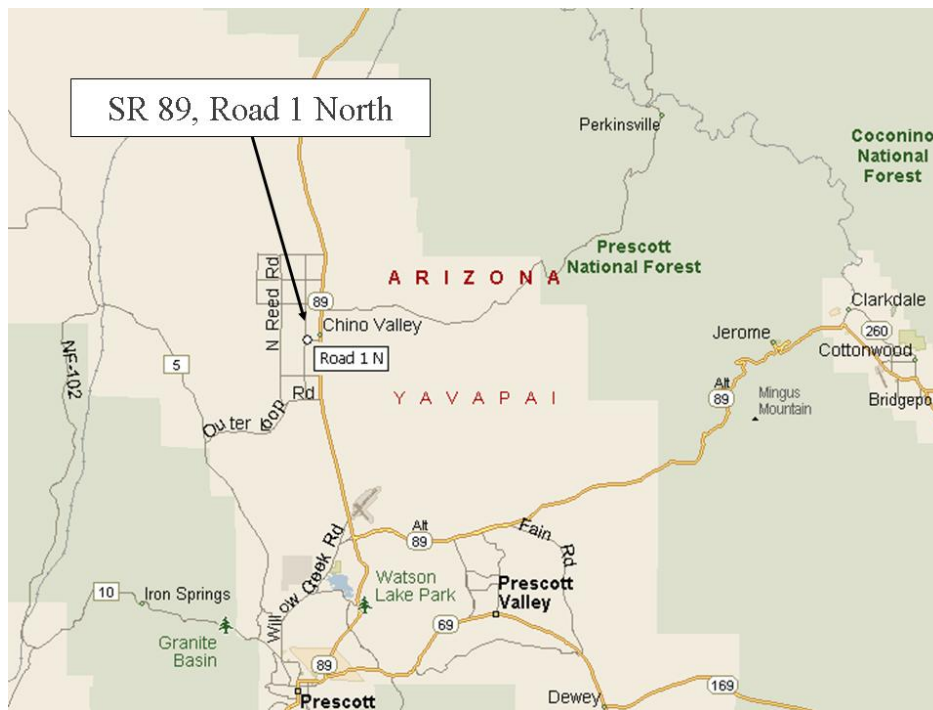 SR 89, Road 1 North
Perkinsville
Coconino
National
Forest
Prescott
National Forest
ARIZONA
N Reed Rd
89
Chino Valley
Road 1 N
Clarkdale
260
Jerome
Cottonwood
NF-102
5
Rd
Outer Loop
YAVAPAI
Alt
89
Mingus
Mountain
Bridgepo
Alt
89
Fain Rd
Willow Creek Rd
Watson
Lake Park
Prescott
Valley
10
Iron Springs
69
Granite
Basin
89
Prescott
Dewey
169